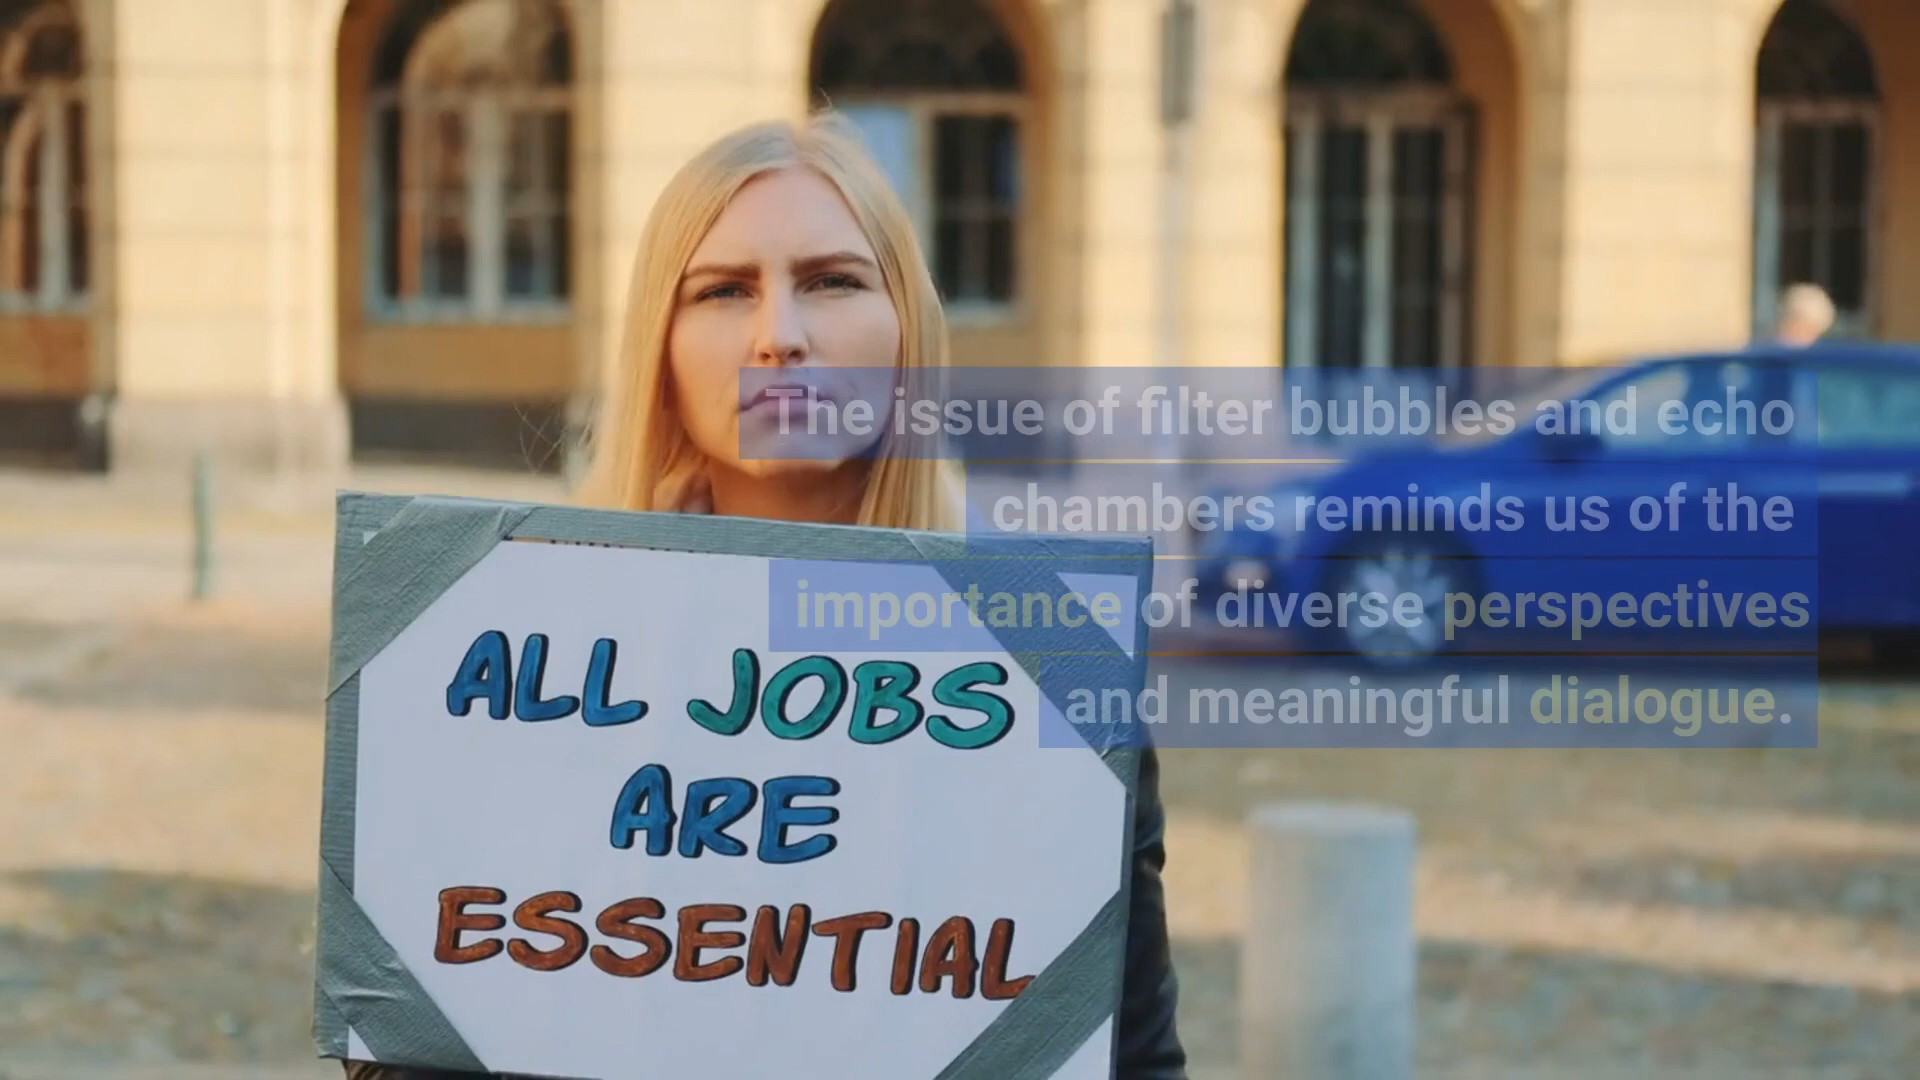 The issue of filter bubbles and echo
chambers reminds us of the
importance of diverse perspectives
and meaningful dialogue.
ALL JOBS
ARE
ESSENTIAL